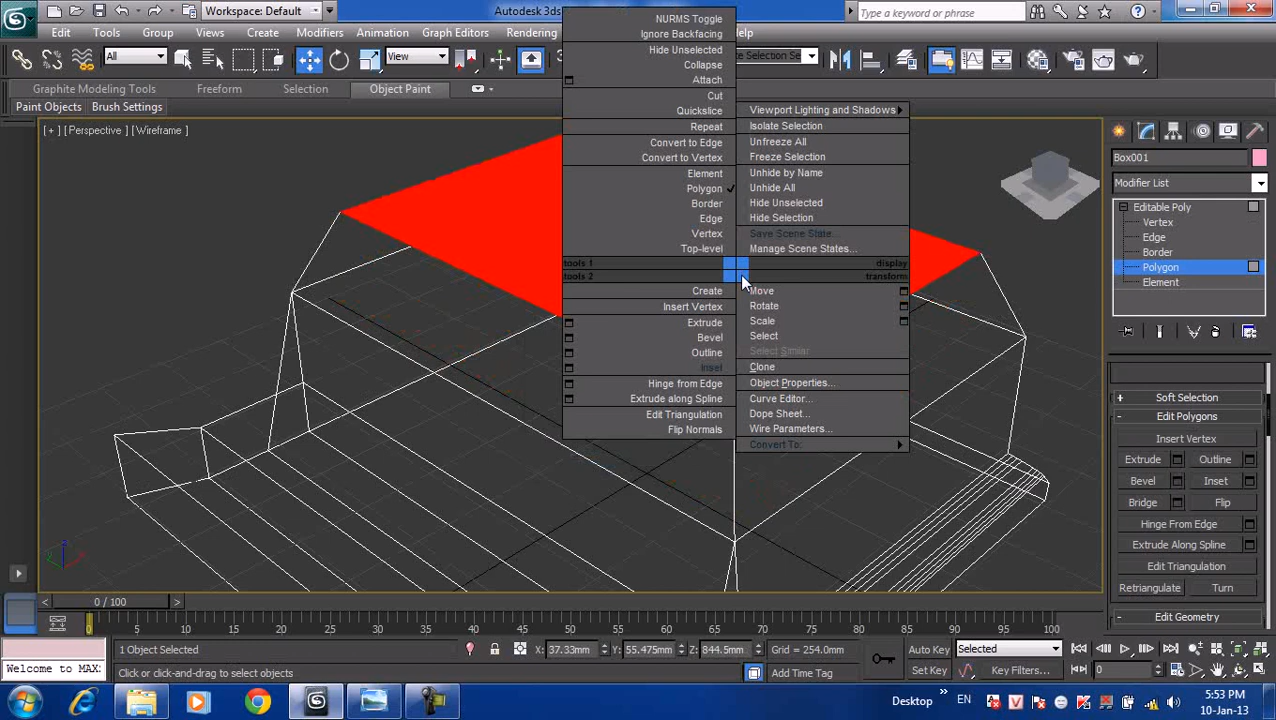 Workspace: Default
Autodesk 3ds
Type a keyword or phrase
Edit
Tools
Group
Views
Create
Modifiers
Animation
Graph Editors
Rendering
Help
All
View
Graphite Modeling Tools
Freeform
Selection
Object Paint
Paint Objects
Brush Settings
[ + ] [Perspective ] [Wireframe ]
NURMS Toggle
Ignore Backfacing
Hide Unselected
Collapse
Attach
Cut
Quickslice
Repeat
Convert to Edge
Convert to Vertex
Element
Polygon
Border
Edge
Vertex
Top-level
tools 1
tools 2
Create
Insert Vertex
Extrude
Bevel
Outline
Inset
Hinge from Edge
Extrude along Spline
Edit Triangulation
Flip Normals
Viewport Lighting and Shadows
Isolate Selection
Unfreeze All
Freeze Selection
Unhide by Name
Unhide All
Hide Unselected
Hide Selection
Save Scene State...
Manage Scene States...
display
transform
Move
Rotate
Scale
Select
Select Similar
Clone
Object Properties...
Curve Editor...
Dope Sheet...
Wire Parameters...
Convert To:
Box001
Modifier List
Editable Poly
Vertex
Edge
Border
Polygon
Element
+ Soft Selection
- Edit Polygons
Insert Vertex
Extrude
Outline
Bevel
Inset
Bridge
Flip
Hinge From Edge
Extrude Along Spline
Edit Triangulation
Retriangulate
Turn
- Edit Geometry
< 0 / 100 >
0 5 10 15 20 25 30 35 40 45 50 55 60 65 70 75 80 85 90 95 100
Welcome to MAX:
1 Object Selected
Click or drag to select objects
X: 37.33mm
Y: 55.475mm
Z: 844.5mm
Grid = 254.0mm
Add Time Tag
Auto Key
Selected
Set Key
Key Filters...
0
Desktop
EN
5:53 PM
10-Jan-13